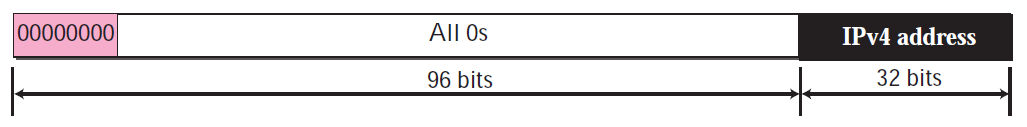 00000000 All 0s IPv4 address
96 bits 32 bits